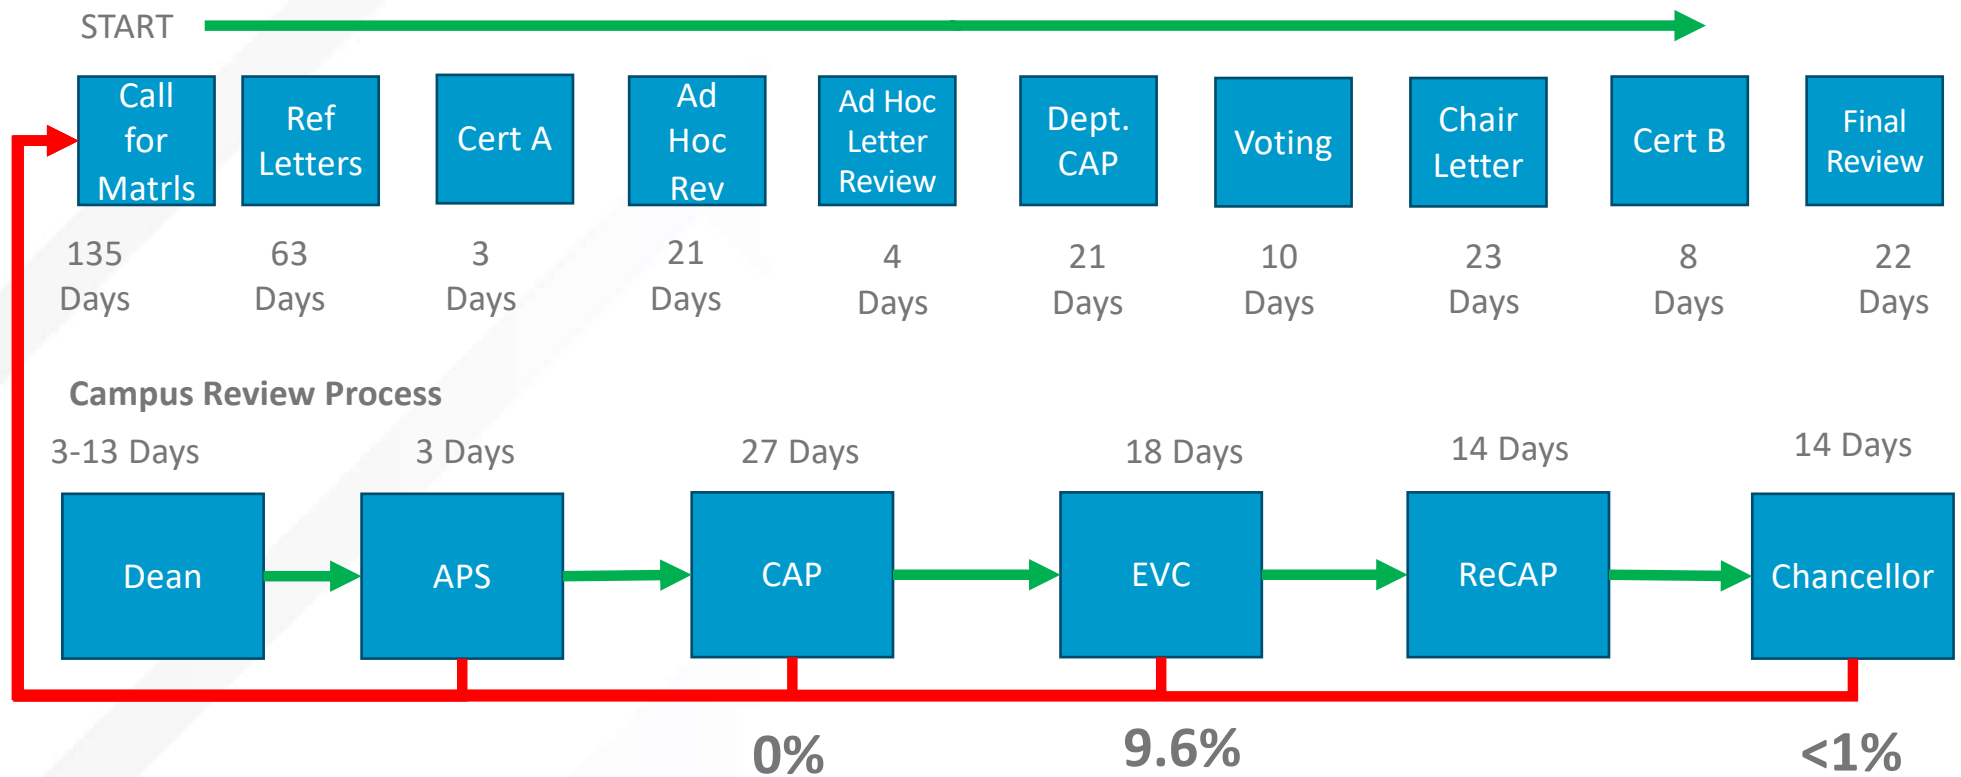 START
Call
for
Matrls
Ref
Letters
Cert A
Ad
Hoc
Rev
Ad Hoc
Letter
Review
Dept.
CAP
Voting
Chair
Letter
Cert B
Final
Review
135
Days
63
Days
3
Days
21
Days
4
Days
21
Days
10
Days
23
Days
8
Days
22
Days
Campus Review Process
3-13 Days
3 Days
27 Days
18 Days
14 Days
14 Days
Dean
APS
CAP
EVC
ReCAP
Chancellor
0%
9.6%
<1%